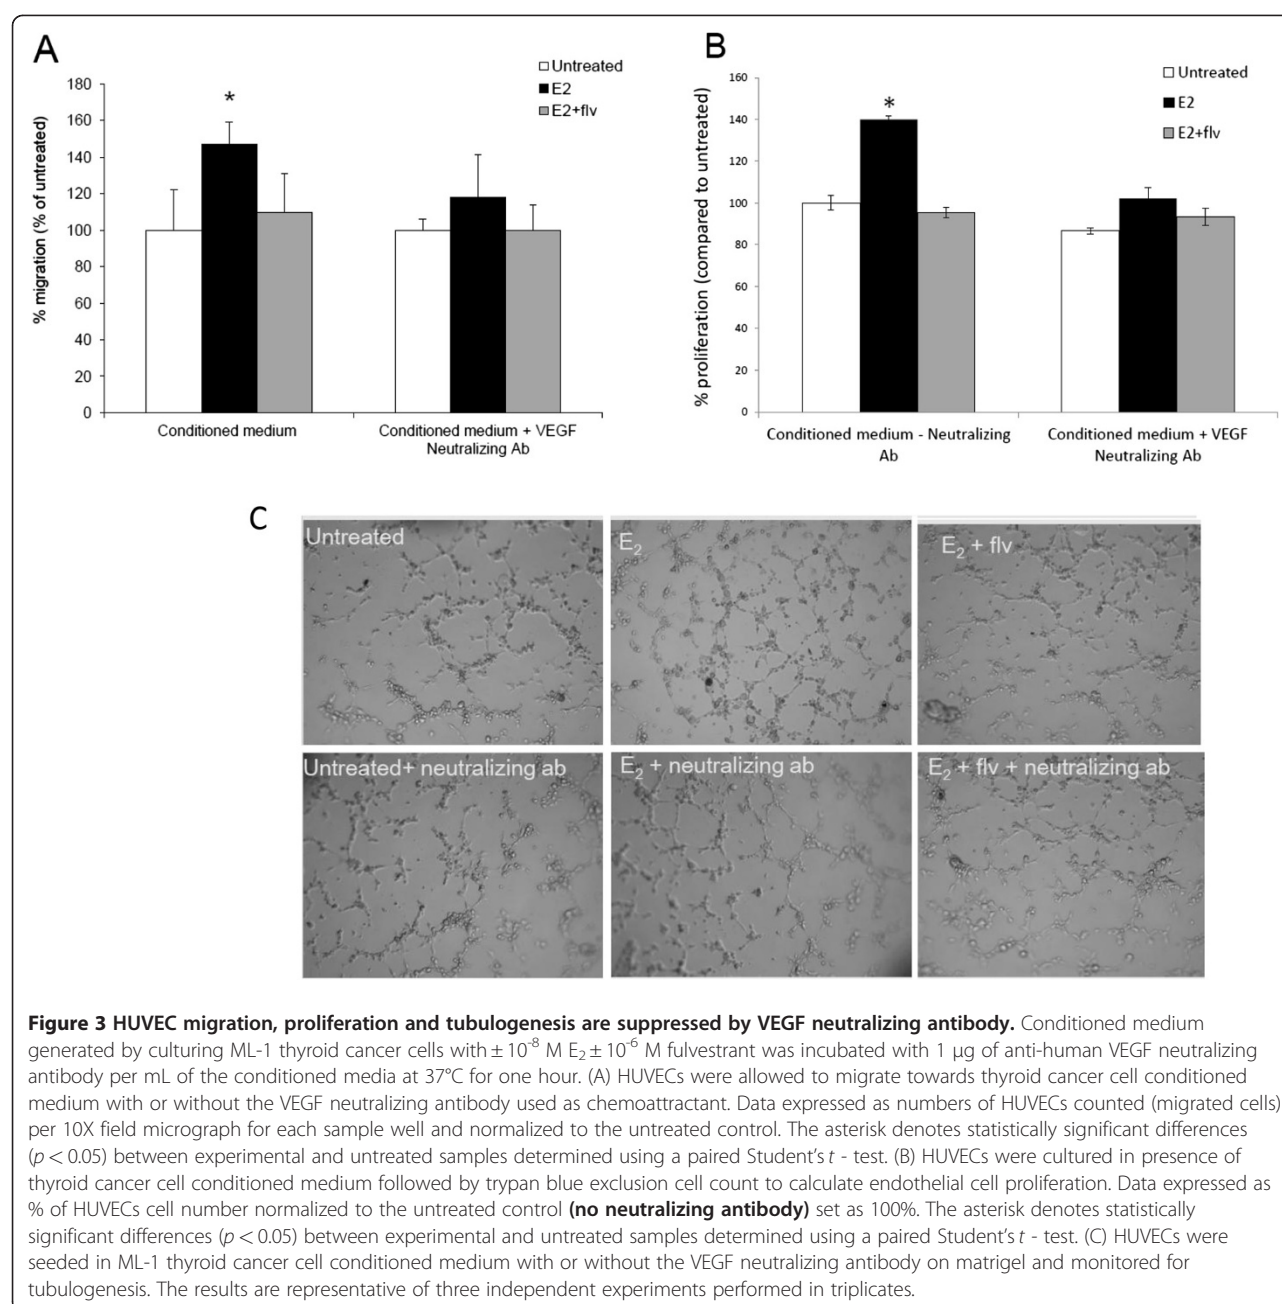 A
Untreated
E2
E2+flv
% migration (% of untreated)
180
160
140
120
100
80
60
40
20
0
*
Conditioned medium
Conditioned medium + VEGF
Neutralizing Ab
B
Untreated
E2
E2+flv
% proliferation (compared to untreated)
160
140
120
100
80
60
40
20
0
*
Conditioned medium - Neutralizing
Ab
Conditioned medium + VEGF
Neutralizing Ab
C
Untreated
E₂
E₂ + flv
Untreated+ neutralizing ab
E₂ + neutralizing ab
E₂ + flv + neutralizing ab
Figure 3 HUVEC migration, proliferation and tubulogenesis are suppressed by VEGF neutralizing antibody. Conditioned medium
generated by culturing ML-1 thyroid cancer cells with ± 10⁻⁸ M E₂ ± 10⁻⁶ M fulvestrant was incubated with 1 μg of anti-human VEGF neutralizing
antibody per mL of the conditioned media at 37°C for one hour. (A) HUVECs were allowed to migrate towards thyroid cancer cell conditioned
medium with or without the VEGF neutralizing antibody used as chemoattractant. Data expressed as numbers of HUVECs counted (migrated cells)
per 10X field micrograph for each sample well and normalized to the untreated control. The asterisk denotes statistically significant differences
(p < 0.05) between experimental and untreated samples determined using a paired Student's t - test. (B) HUVECs were cultured in presence of
thyroid cancer cell conditioned medium followed by trypan blue exclusion cell count to calculate endothelial cell proliferation. Data expressed as
% of HUVECs cell number normalized to the untreated control (no neutralizing antibody) set as 100%. The asterisk denotes statistically
significant differences (p < 0.05) between experimental and untreated samples determined using a paired Student's t - test. (C) HUVECs were
seeded in ML-1 thyroid cancer cell conditioned medium with or without the VEGF neutralizing antibody on matrigel and monitored for
tubulogenesis. The results are representative of three independent experiments performed in triplicates.